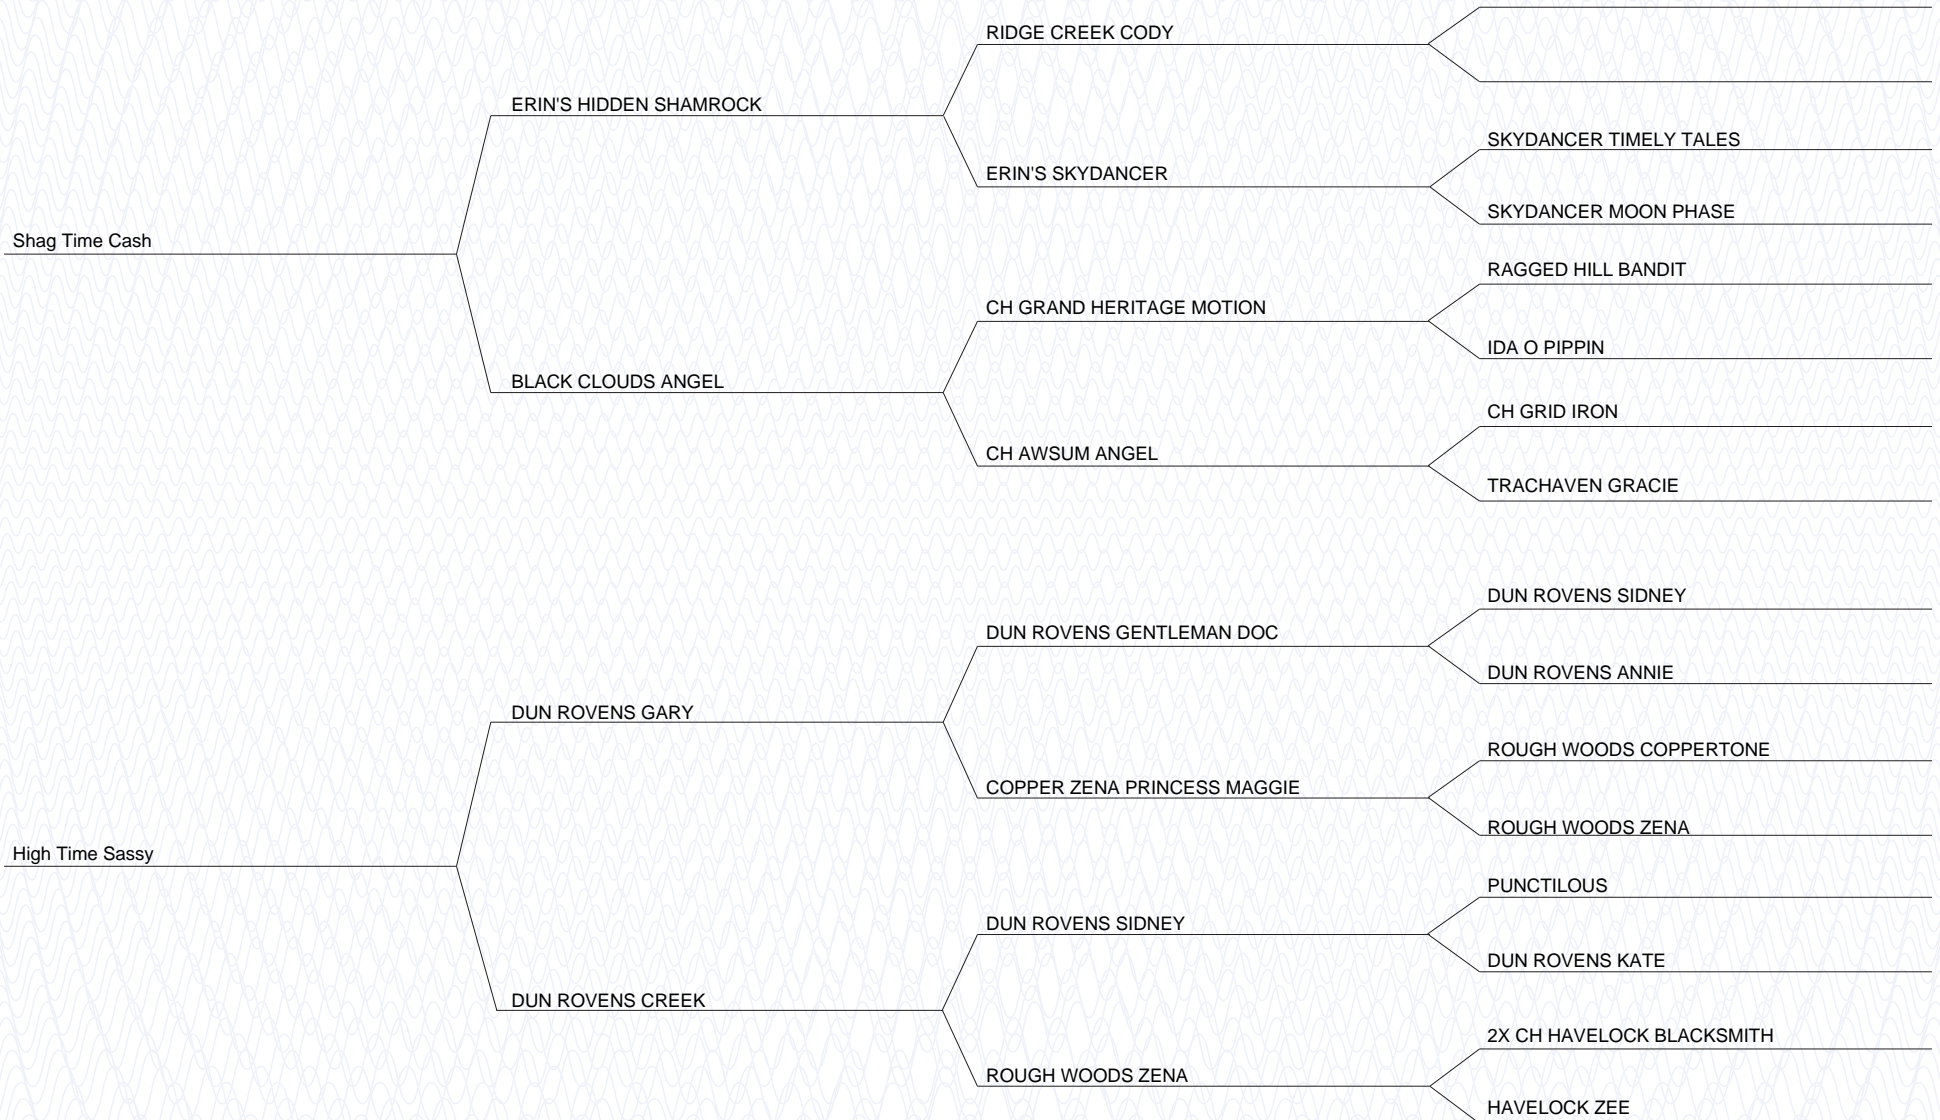 RIDGE CREEK CODY
ERIN'S HIDDEN SHAMROCK
SKYDANCER TIMELY TALES
ERIN'S SKYDANCER
SKYDANCER MOON PHASE
Shag Time Cash
RAGGED HILL BANDIT
CH GRAND HERITAGE MOTION
IDA O PIPPIN
BLACK CLOUDS ANGEL
CH GRID IRON
CH AWSUM ANGEL
TRACHAVEN GRACIE
DUN ROVENS SIDNEY
DUN ROVENS GENTLEMAN DOC
DUN ROVENS ANNIE
DUN ROVENS GARY
ROUGH WOODS COPPERTONE
COPPER ZENA PRINCESS MAGGIE
ROUGH WOODS ZENA
High Time Sassy
PUNCTILOUS
DUN ROVENS SIDNEY
DUN ROVENS KATE
DUN ROVENS CREEK
2X CH HAVELOCK BLACKSMITH
ROUGH WOODS ZENA
HAVELOCK ZEE